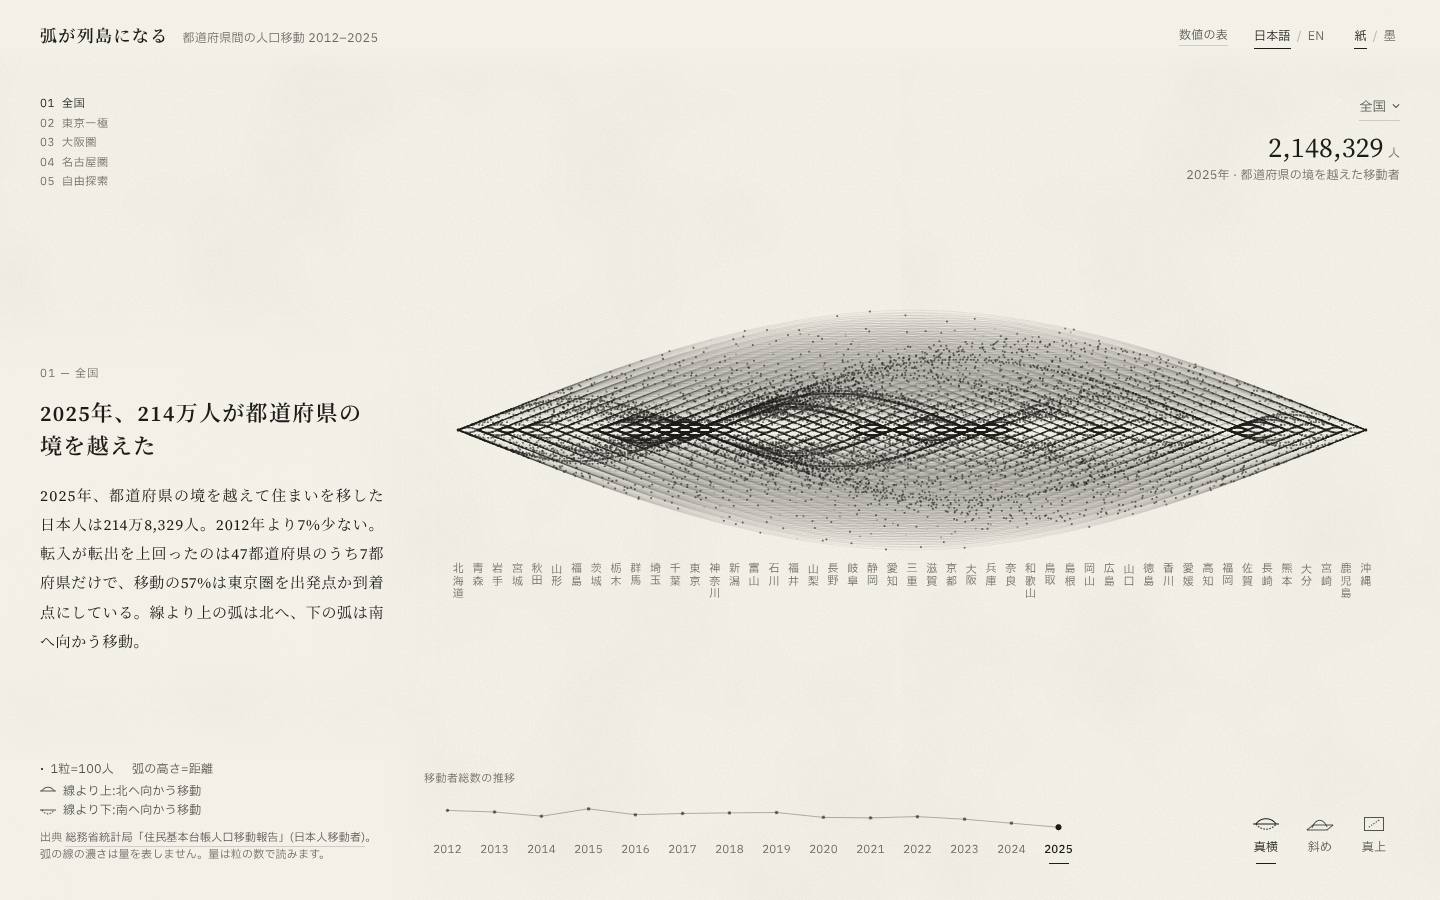 弧が列島になる 都道府県間の人口移動 2012–2025
数値の表 日本語 / EN 紙 / 墨
01 全国
02 東京一極
03 大阪圏
04 名古屋圏
05 自由探索
全国
2,148,329 人
2025年 · 都道府県の境を越えた移動者
01 — 全国
2025年、214万人が都道府県の
境を越えた
2025年、都道府県の境を越えて住まいを移した
日本人は214万8,329人。2012年より7%少ない。
転入が転出を上回ったのは47都道府県のうち7都
府県だけで、移動の57%は東京圏を出発点か到着
点にしている。線より上の弧は北へ、下の弧は南
へ向かう移動。
北海道 青森 岩手 宮城 秋田 山形 福島 茨城 栃木 群馬 埼玉 千葉 東京 神奈川 新潟 富山 石川 福井 山梨 長野 岐阜 静岡 愛知 三重 滋賀 京都 大阪 兵庫 奈良 和歌山 鳥取 島根 岡山 広島 山口 徳島 香川 愛媛 高知 福岡 佐賀 長崎 熊本 大分 宮崎 鹿児島 沖縄
· 1粒=100人 弧の高さ=距離
線より上:北へ向かう移動
線より下:南へ向かう移動
出典 総務省統計局「住民基本台帳人口移動報告」(日本人移動者)。
弧の線の濃さは量を表しません。量は粒の数で読みます。
移動者総数の推移
2012 2013 2014 2015 2016 2017 2018 2019 2020 2021 2022 2023 2024 2025
真横 斜め 真上